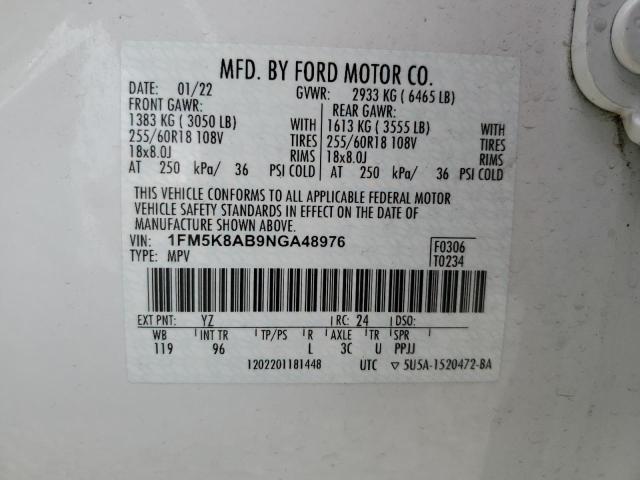 MFD. BY FORD MOTOR CO.
DATE: 01/22 GVWR: 2933 KG ( 6465 LB)
FRONT GAWR: REAR GAWR:
1383 KG ( 3050 LB) WITH 1613 KG ( 3555 LB) WITH
255/60R18 108V TIRES 255/60R18 108V TIRES
18x8.0J RIMS 18x8.0J RIMS
AT 250 kPa/ 36 PSI COLD AT 250 kPa/ 36 PSI COLD
THIS VEHICLE CONFORMS TO ALL APPLICABLE FEDERAL MOTOR
VEHICLE SAFETY STANDARDS IN EFFECT ON THE DATE OF
MANUFACTURE SHOWN ABOVE.
VIN: 1FM5K8AB9NGA48976 F0306
TYPE: MPV T0234
EXT PNT: YZ RC: 24 DSO:
WB INT TR TP/PS R AXLE TR SPR
119 96 L 3C U PPJJ
1202201181448 UTC ▽ 5U5A-1520472-BA